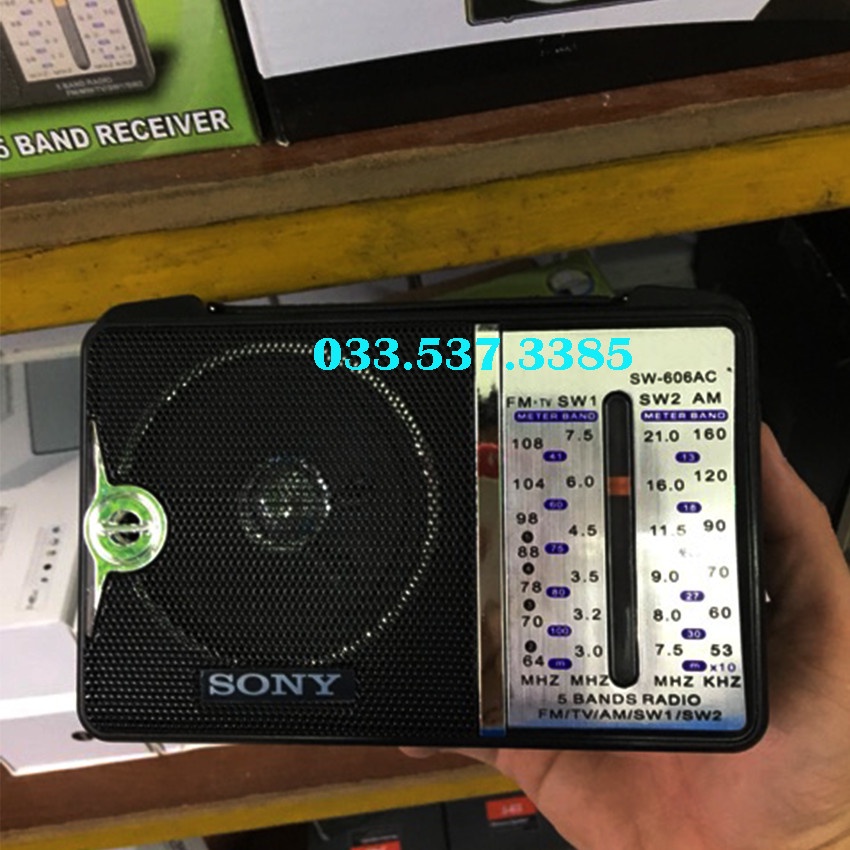 5 BAND RECEIVER
033.537.3385
SW-606AC
FM-TV SW1
SW2 AM
METER BAND
METER BAND
108 7.5 21.0 160
41 13
104 6.0 16.0 120
60 18
98 4.5 11.5 90
88 75
78 3.5 9.0 70
80 27
70 3.2 8.0 60
100 30
64 3.0 7.5 53
m m x10
MHZ MHZ MHZ KHZ
5 BANDS RADIO
FM/TV/AM/SW1/SW2
SONY